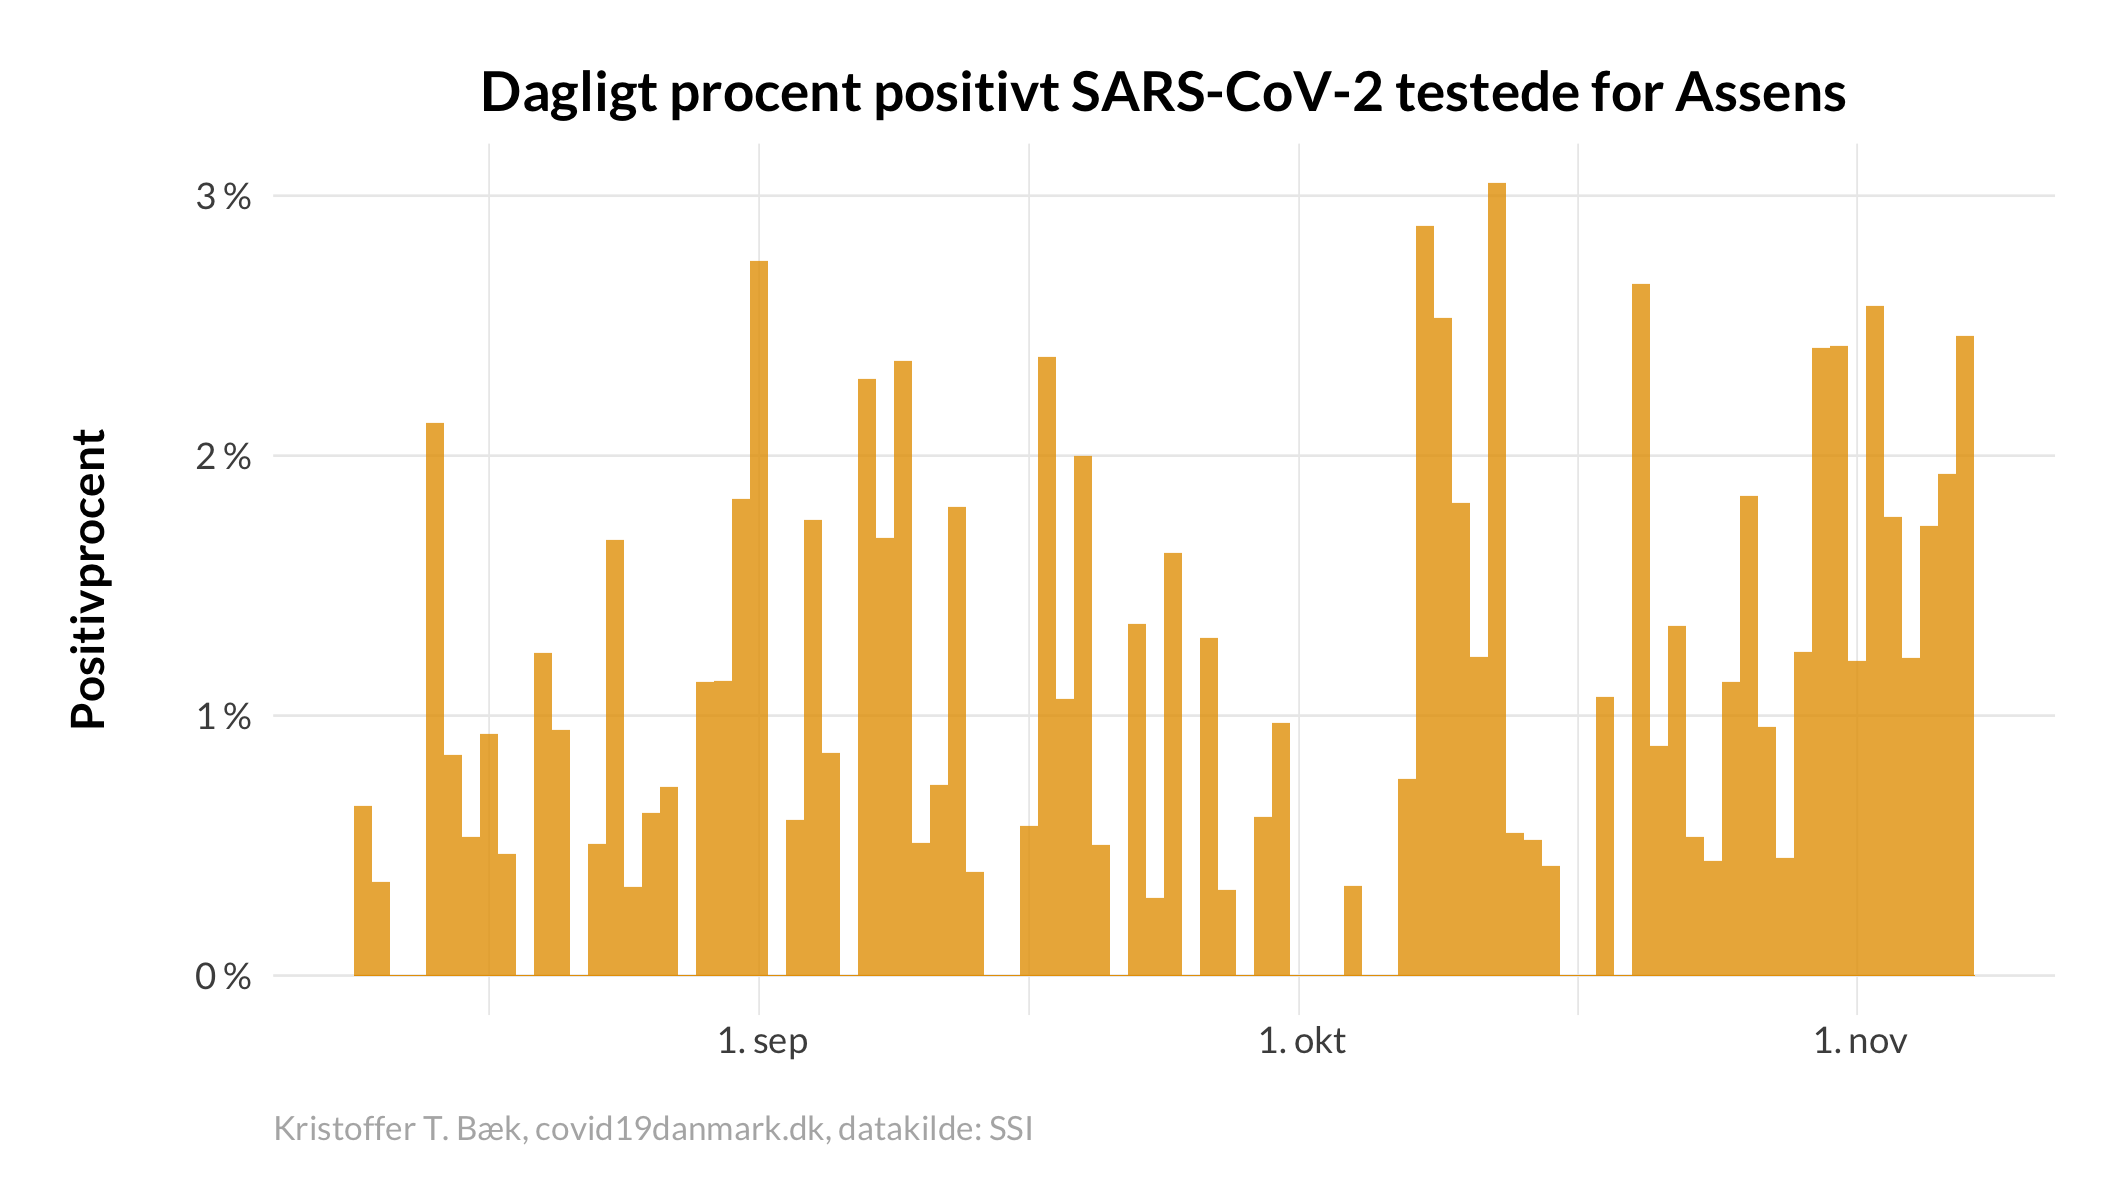 Dagligt procent positivt SARS-CoV-2 testede for Assens
Positivprocent
3 %
2 %
1 %
0 %
1. sep
1. okt
1. nov
Kristoffer T. Bæk, covid19danmark.dk, datakilde: SSI